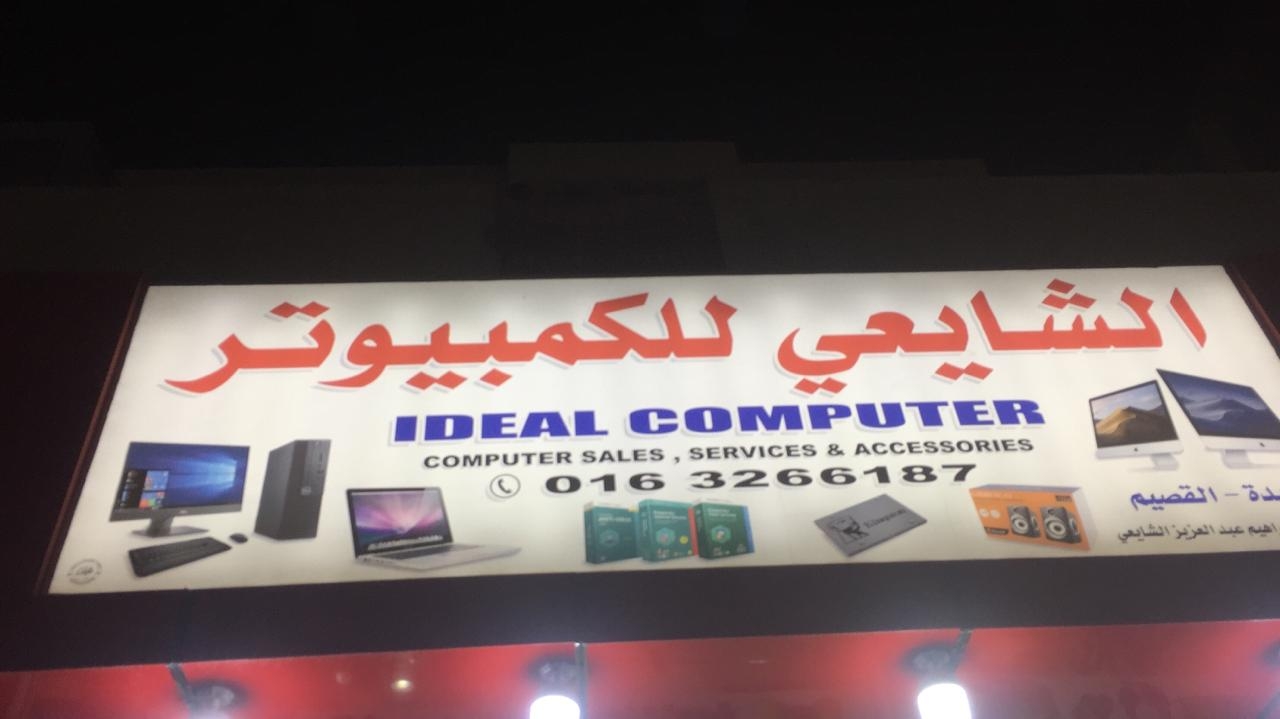 الشايعي للكمبيوتر
IDEAL COMPUTER
COMPUTER SALES , SERVICES & ACCESSORIES
016 3266187
القصيم -
عبد العزيز الشايعي